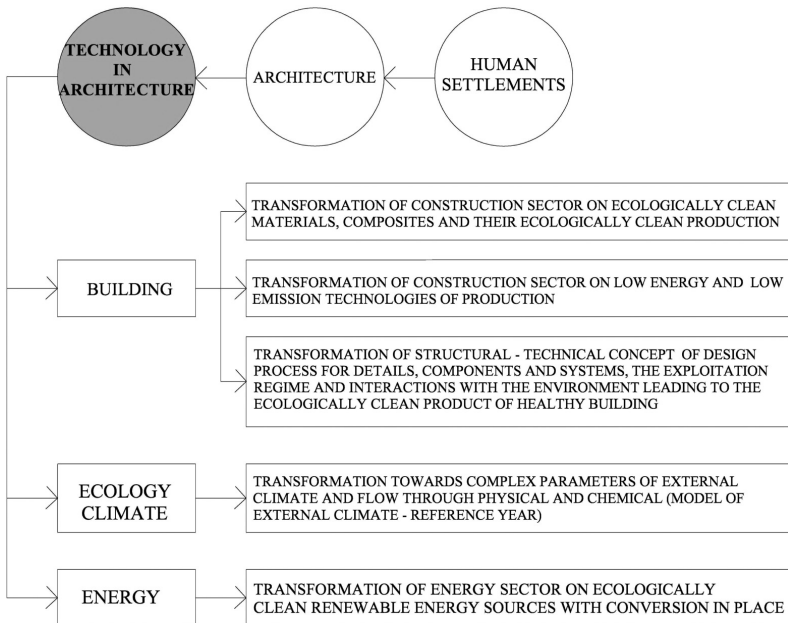 TECHNOLOGY
IN
ARCHITECTURE
ARCHITECTURE
HUMAN
SETTLEMENTS
BUILDING
TRANSFORMATION OF CONSTRUCTION SECTOR ON ECOLOGICALLY CLEAN
MATERIALS, COMPOSITES AND THEIR ECOLOGICALLY CLEAN PRODUCTION
TRANSFORMATION OF CONSTRUCTION SECTOR ON LOW ENERGY AND LOW
EMISSION TECHNOLOGIES OF PRODUCTION
TRANSFORMATION OF STRUCTURAL - TECHNICAL CONCEPT OF DESIGN
PROCESS FOR DETAILS, COMPONENTS AND SYSTEMS, THE EXPLOITATION
REGIME AND INTERACTIONS WITH THE ENVIRONMENT LEADING TO THE
ECOLOGICALLY CLEAN PRODUCT OF HEALTHY BUILDING
ECOLOGY
CLIMATE
TRANSFORMATION TOWARDS COMPLEX PARAMETERS OF EXTERNAL
CLIMATE AND FLOW THROUGH PHYSICAL AND CHEMICAL (MODEL OF
EXTERNAL CLIMATE - REFERENCE YEAR)
ENERGY
TRANSFORMATION OF ENERGY SECTOR ON ECOLOGICALLY
CLEAN RENEWABLE ENERGY SOURCES WITH CONVERSION IN PLACE